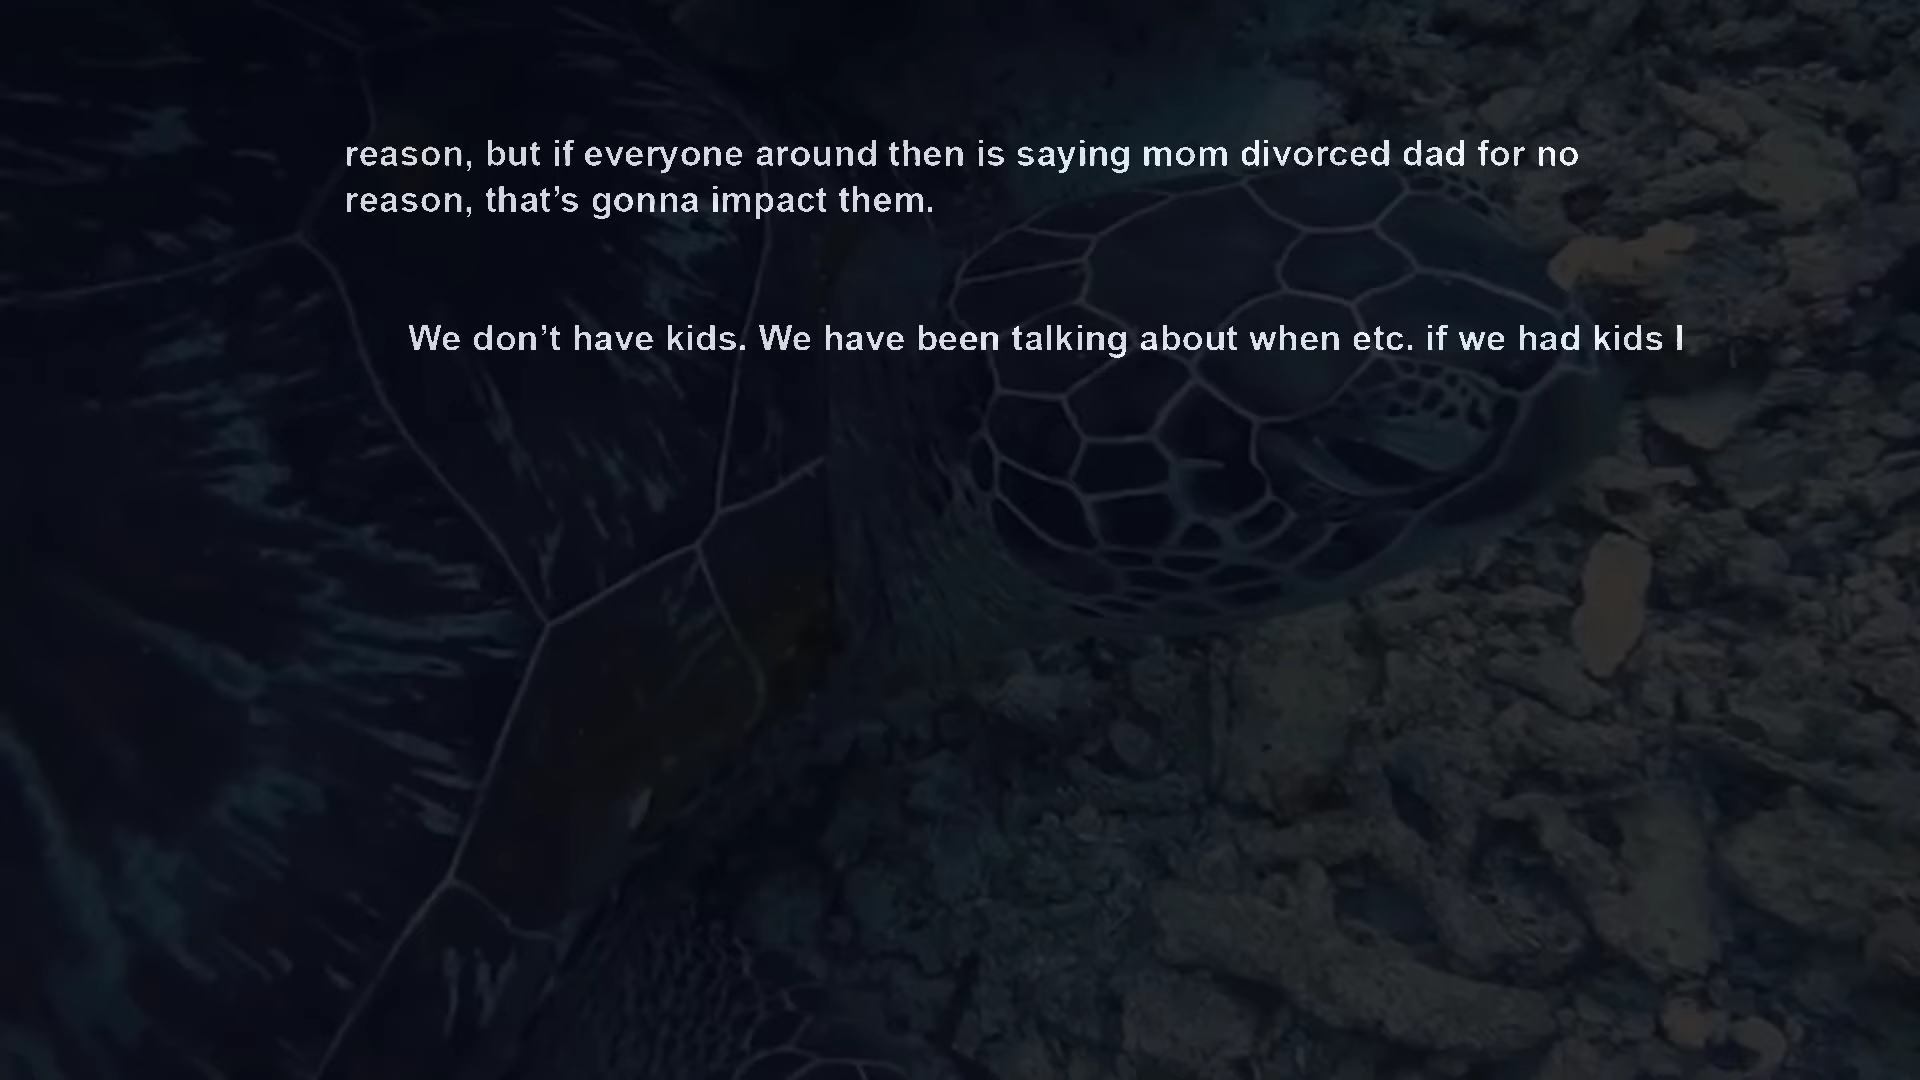 reason, but if everyone around then is saying mom divorced dad for no
reason, that’s gonna impact them.
We don’t have kids. We have been talking about when etc. if we had kids I